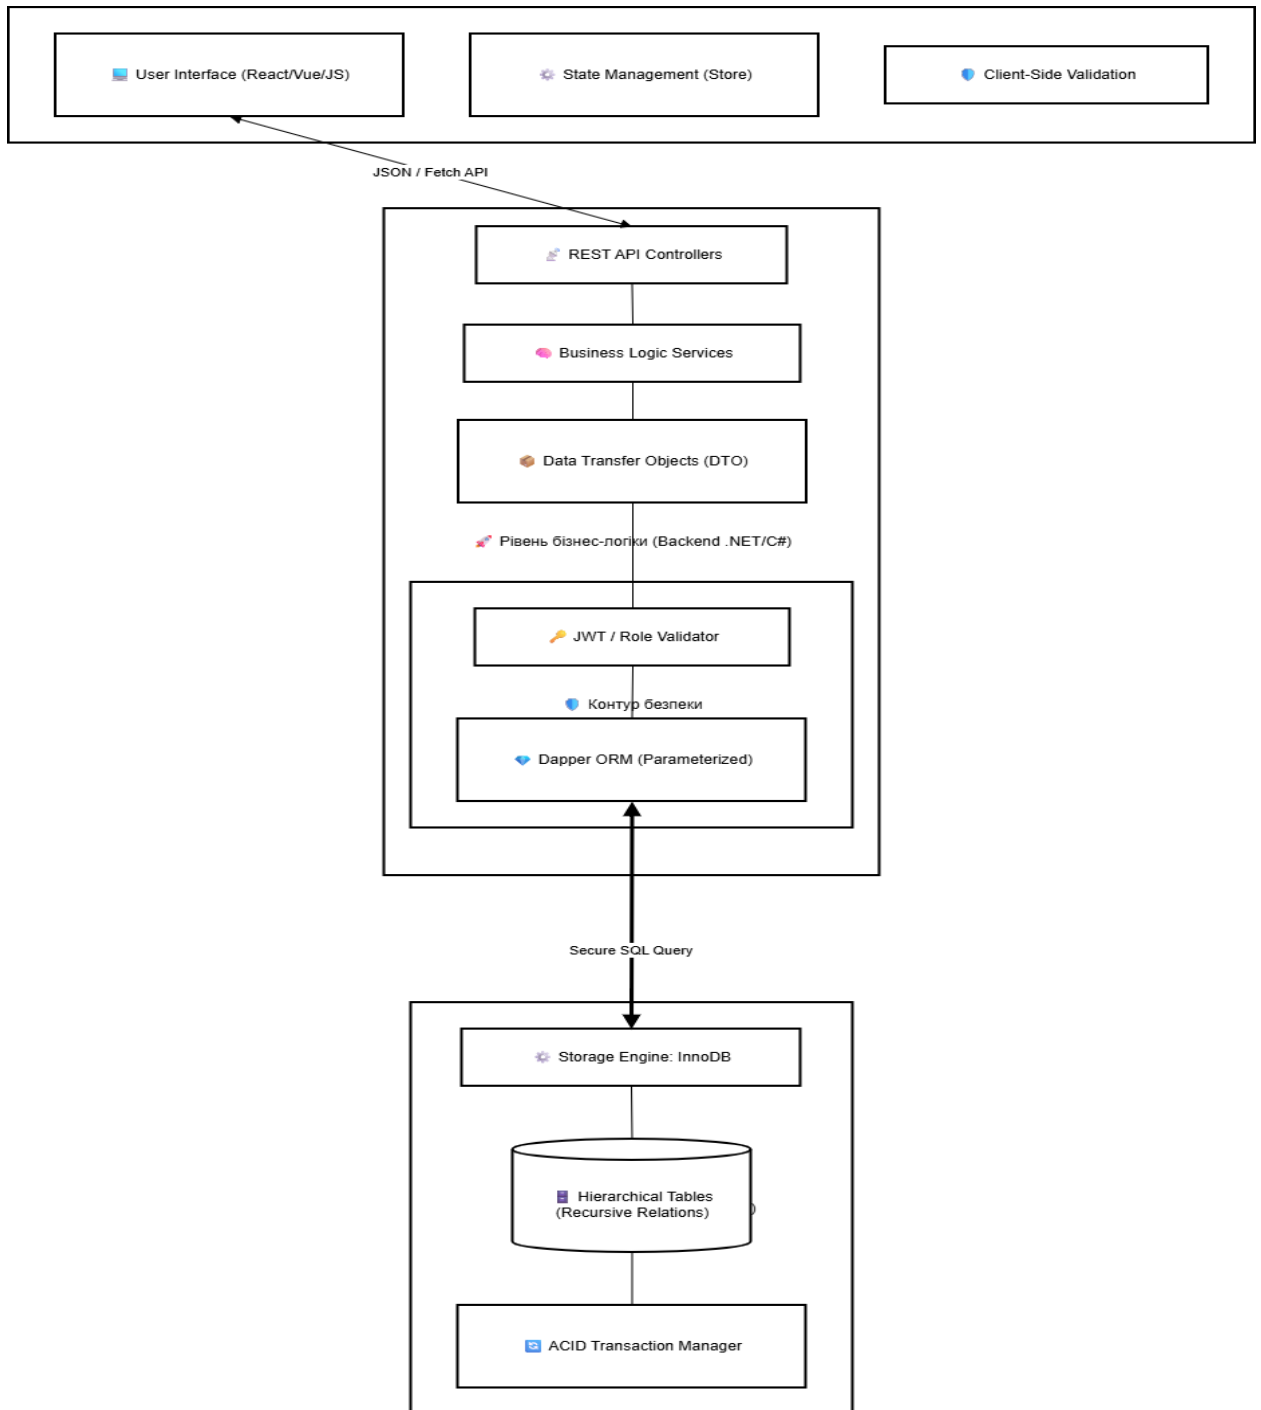 💻 User Interface (React/Vue/JS)
⚙️ State Management (Store)
🛡️ Client-Side Validation
JSON / Fetch API
📡 REST API Controllers
🧠 Business Logic Services
📦 Data Transfer Objects (DTO)
🚀 Рівень бізнес-логіки (Backend .NET/C#)
🔑 JWT / Role Validator
🛡️ Контур безпеки
💎 Dapper ORM (Parameterized)
Secure SQL Query
⚙️ Storage Engine: InnoDB
🗄️ Hierarchical Tables
(Recursive Relations)
)
🔄 ACID Transaction Manager